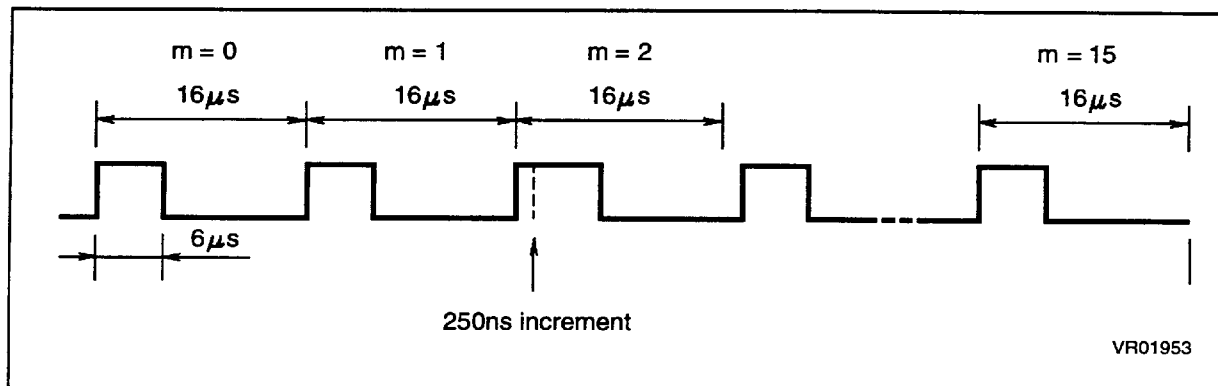 m = 0 m = 1 m = 2 m = 15
16μs 16μs 16μs 16μs
6μs
250ns increment
VR01953